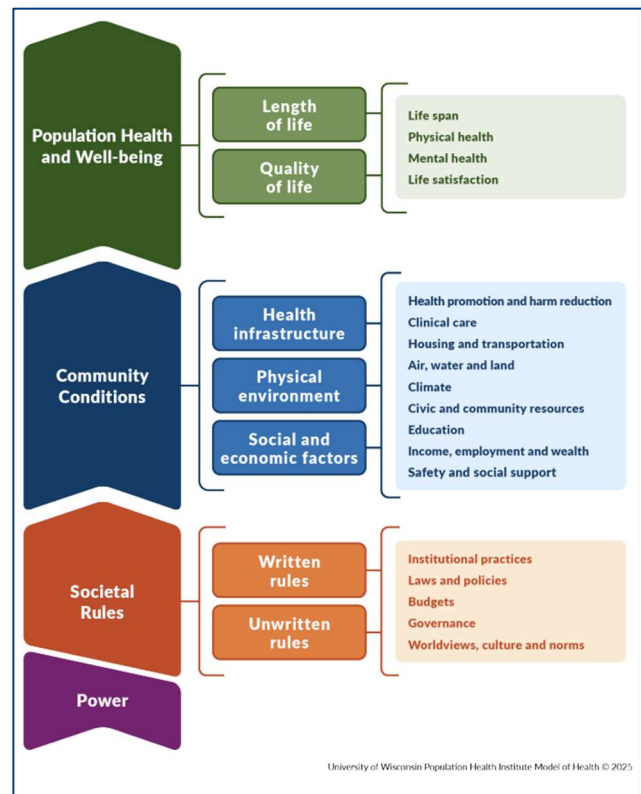 Population Health
and Well-being
Length
of life
Quality
of life
Life span
Physical health
Mental health
Life satisfaction
Community
Conditions
Health
infrastructure
Physical
environment
Social and
economic factors
Health promotion and harm reduction
Clinical care
Housing and transportation
Air, water and land
Climate
Civic and community resources
Education
Income, employment and wealth
Safety and social support
Societal
Rules
Written
rules
Unwritten
rules
Institutional practices
Laws and policies
Budgets
Governance
Worldviews, culture and norms
Power
University of Wisconsin Population Health Institute Model of Health © 2025